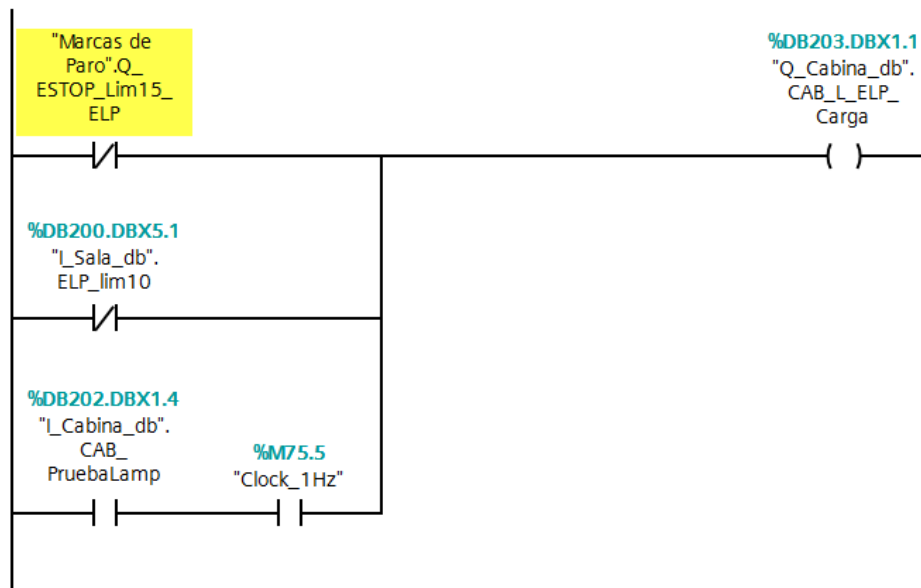 "Marcas de
Paro".Q_
ESTOP_Lim15_
ELP
%DB203.DBX1.1
"Q_Cabina_db".
CAB_L_ELP_
Carga
%DB200.DBX5.1
"I_Sala_db".
ELP_lim10
%DB202.DBX1.4
"I_Cabina_db".
CAB_
PruebaLamp
%M75.5
"Clock_1Hz"